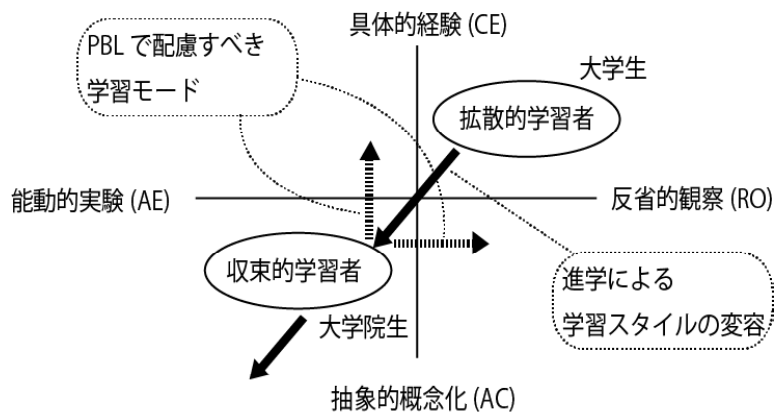 具体的経験 (CE)
PBL で配慮すべき
学習モード
大学生
拡散的学習者
能動的実験 (AE)
反省的観察 (RO)
収束的学習者
大学院生
進学による
学習スタイルの変容
抽象的概念化 (AC)